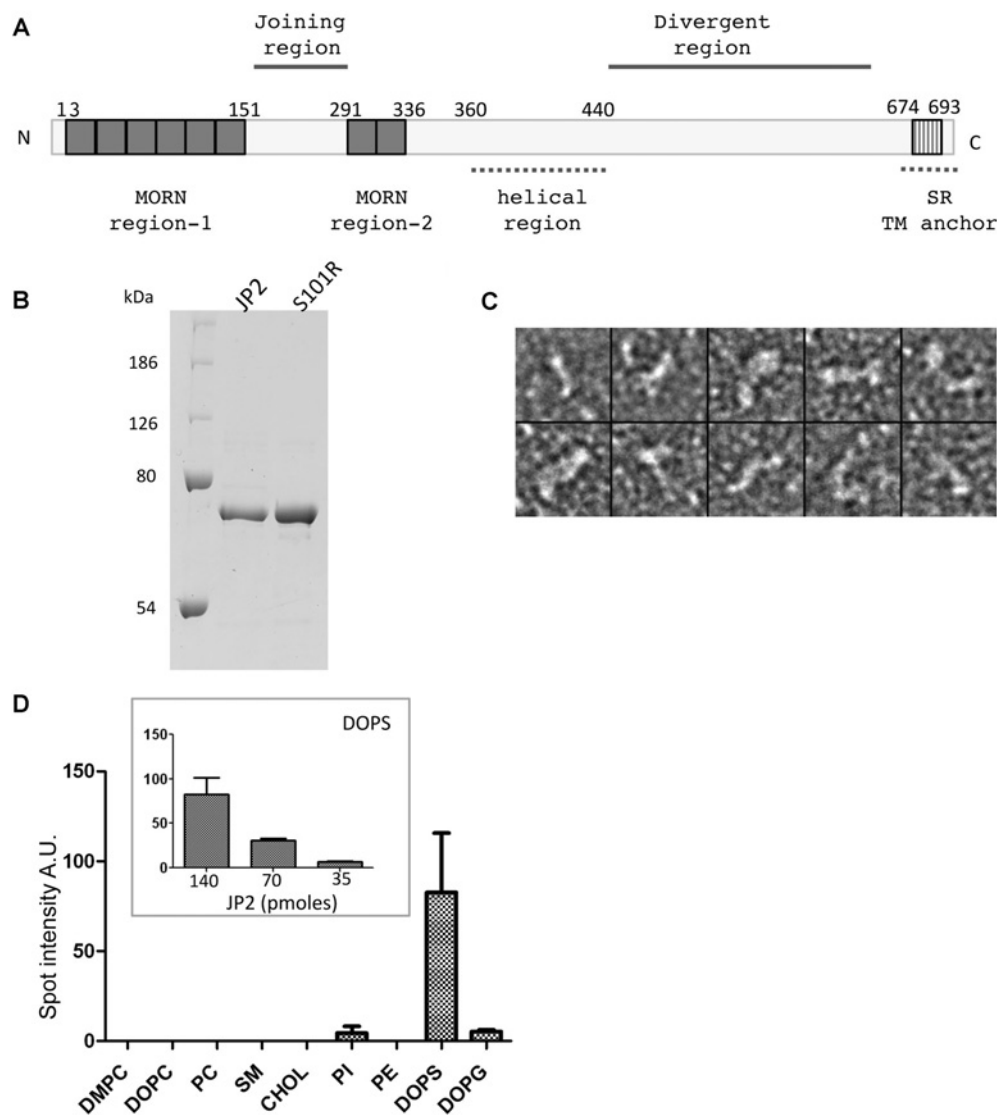 A
Joining
region
Divergent
region
13 151 291 336 360 440 674 693
N C
MORN
region-1
MORN
region-2
helical
region
SR
TM anchor
B
kDa
JP2
S101R
186
126
80
54
C
D
DOPS
150
100
50
0
140 70 35
JP2 (pmoles)
Spot intensity A.U.
150
100
50
0
DMPC DOPC PC SM CHOL PI PE DOPS DOPG